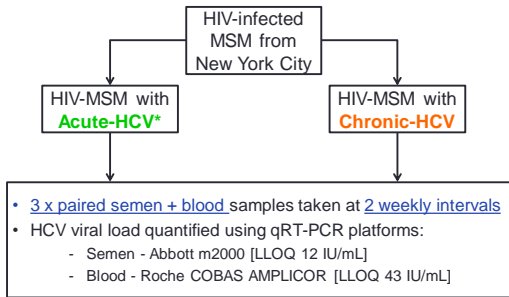 HIV-infected
MSM from
New York City
HIV-MSM with
Acute-HCV*
HIV-MSM with
Chronic-HCV
• 3 x paired semen + blood samples taken at 2 weekly intervals
• HCV viral load quantified using qRT-PCR platforms:
- Semen - Abbott m2000 [LLOQ 12 IU/mL]
- Blood - Roche COBAS AMPLICOR [LLOQ 43 IU/mL]